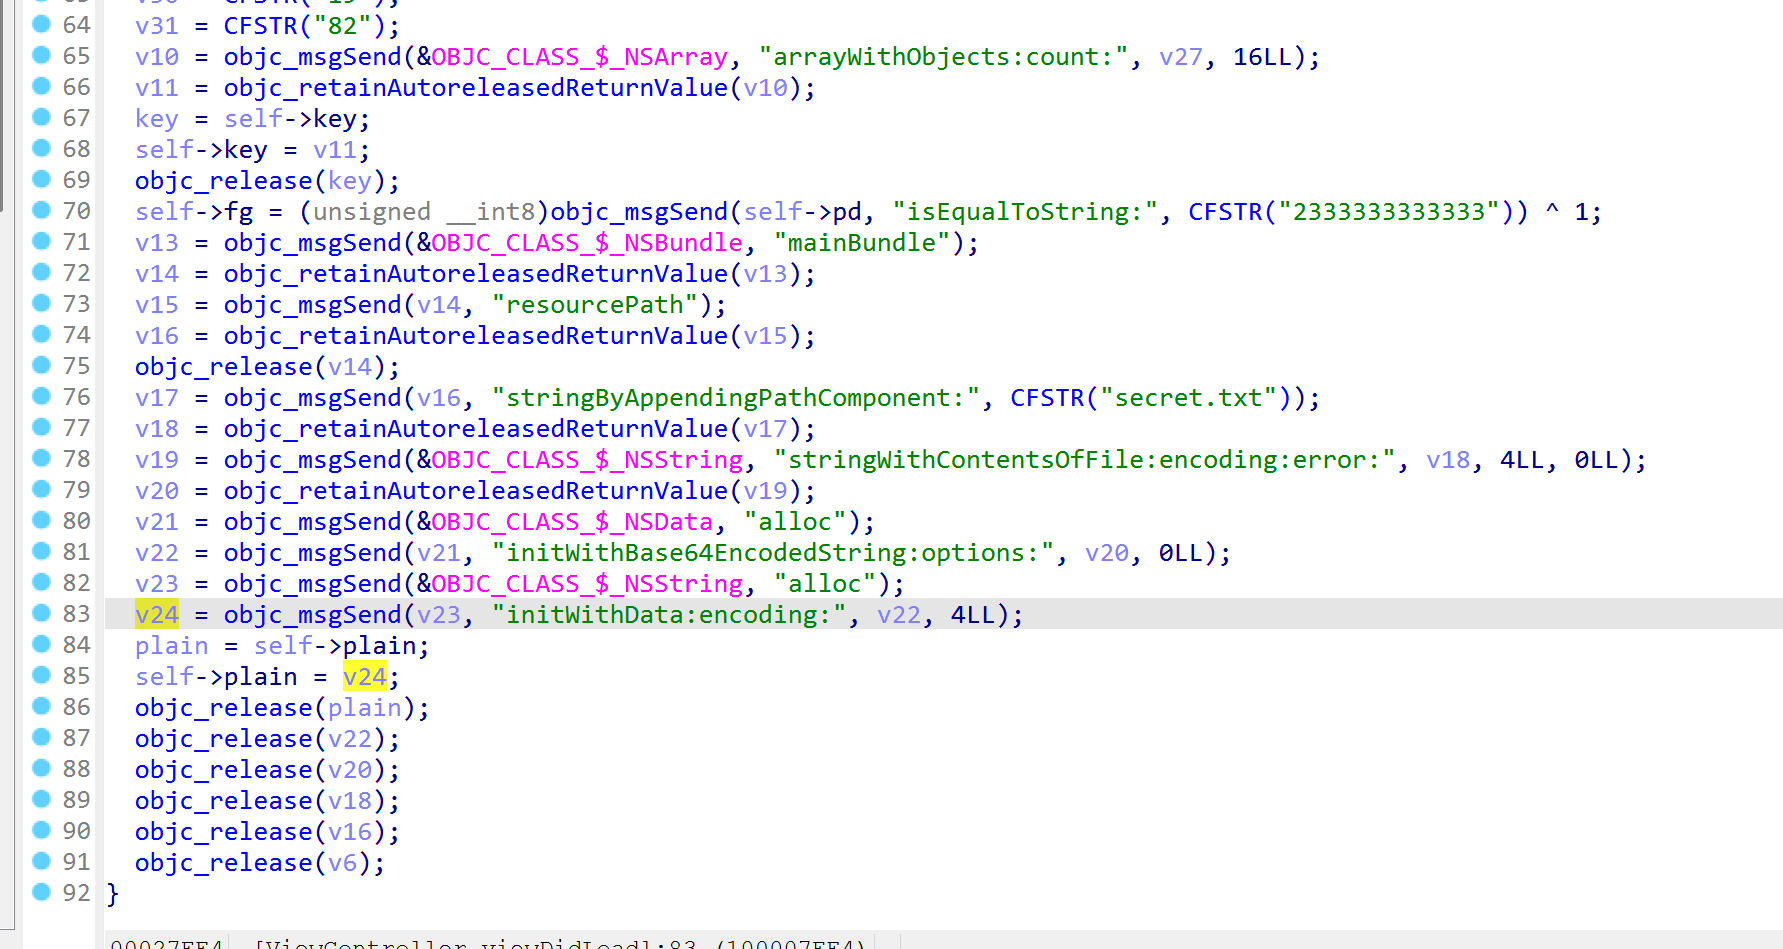 64 v31 = CFSTR("82");
65 v10 = objc_msgSend(&OBJC_CLASS_$_NSArray, "arrayWithObjects:count:", v27, 16LL);
66 v11 = objc_retainAutoreleasedReturnValue(v10);
67 key = self->key;
68 self->key = v11;
69 objc_release(key);
70 self->fg = (unsigned __int8)objc_msgSend(self->pd, "isEqualToString:", CFSTR("2333333333333")) ^ 1;
71 v13 = objc_msgSend(&OBJC_CLASS_$_NSBundle, "mainBundle");
72 v14 = objc_retainAutoreleasedReturnValue(v13);
73 v15 = objc_msgSend(v14, "resourcePath");
74 v16 = objc_retainAutoreleasedReturnValue(v15);
75 objc_release(v14);
76 v17 = objc_msgSend(v16, "stringByAppendingPathComponent:", CFSTR("secret.txt"));
77 v18 = objc_retainAutoreleasedReturnValue(v17);
78 v19 = objc_msgSend(&OBJC_CLASS_$_NSString, "stringWithContentsOfFile:encoding:error:", v18, 4LL, 0LL);
79 v20 = objc_retainAutoreleasedReturnValue(v19);
80 v21 = objc_msgSend(&OBJC_CLASS_$_NSData, "alloc");
81 v22 = objc_msgSend(v21, "initWithBase64EncodedString:options:", v20, 0LL);
82 v23 = objc_msgSend(&OBJC_CLASS_$_NSString, "alloc");
83 v24 = objc_msgSend(v23, "initWithData:encoding:", v22, 4LL);
84 plain = self->plain;
85 self->plain = v24;
86 objc_release(plain);
87 objc_release(v22);
88 objc_release(v20);
89 objc_release(v18);
90 objc_release(v16);
91 objc_release(v6);
92 }
[ViewController viewDidLoad]:83